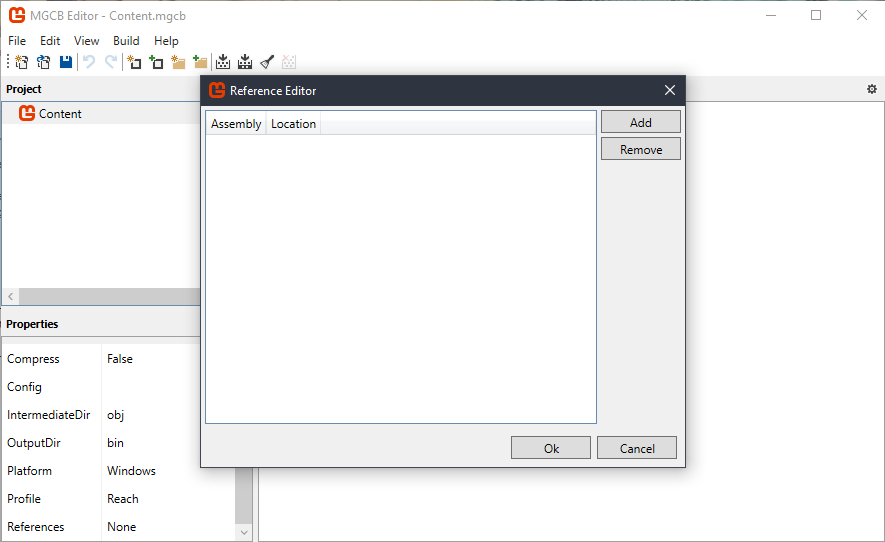 MGCB Editor - Content.mgcb
File Edit View Build Help
Project
Content
Reference Editor
Assembly Location
Add
Remove
Ok Cancel
Properties
Compress False
Config
IntermediateDir obj
OutputDir bin
Platform Windows
Profile Reach
References None